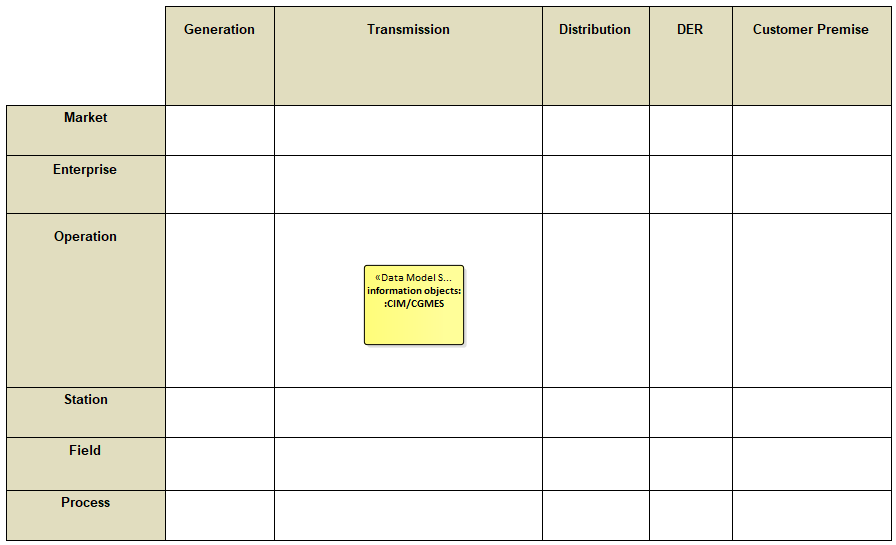 Generation Transmission Distribution DER Customer Premise
Market
Enterprise
Operation
«Data Model S...
information objects:
:CIM/CGMES
Station
Field
Process